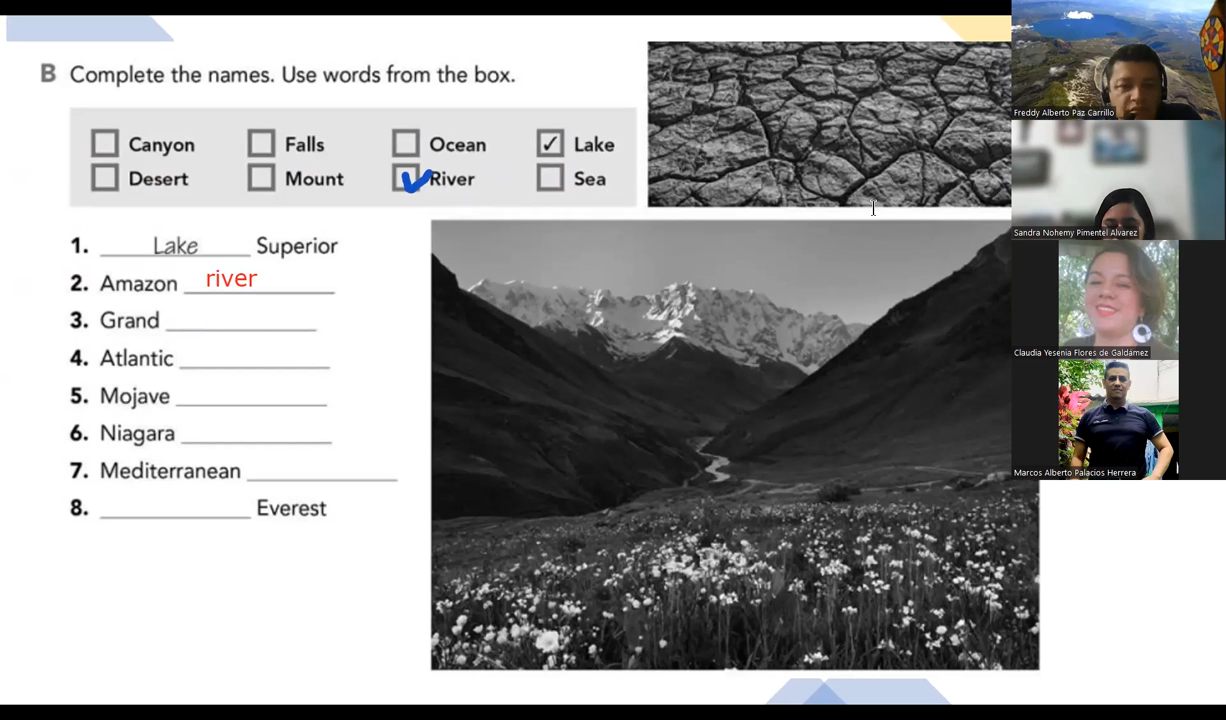 B Complete the names. Use words from the box.
Canyon Falls Ocean ✓ Lake
Desert Mount River Sea
1. Lake Superior
2. Amazon river
3. Grand
4. Atlantic
5. Mojave
6. Niagara
7. Mediterranean
8. Everest
Freddy Alberto Paz Carrillo
Sandra Nohemy Pimentel Alvarez
Claudia Yesenia Flores de Galdámez
Marcos Alberto Palacios Herrera